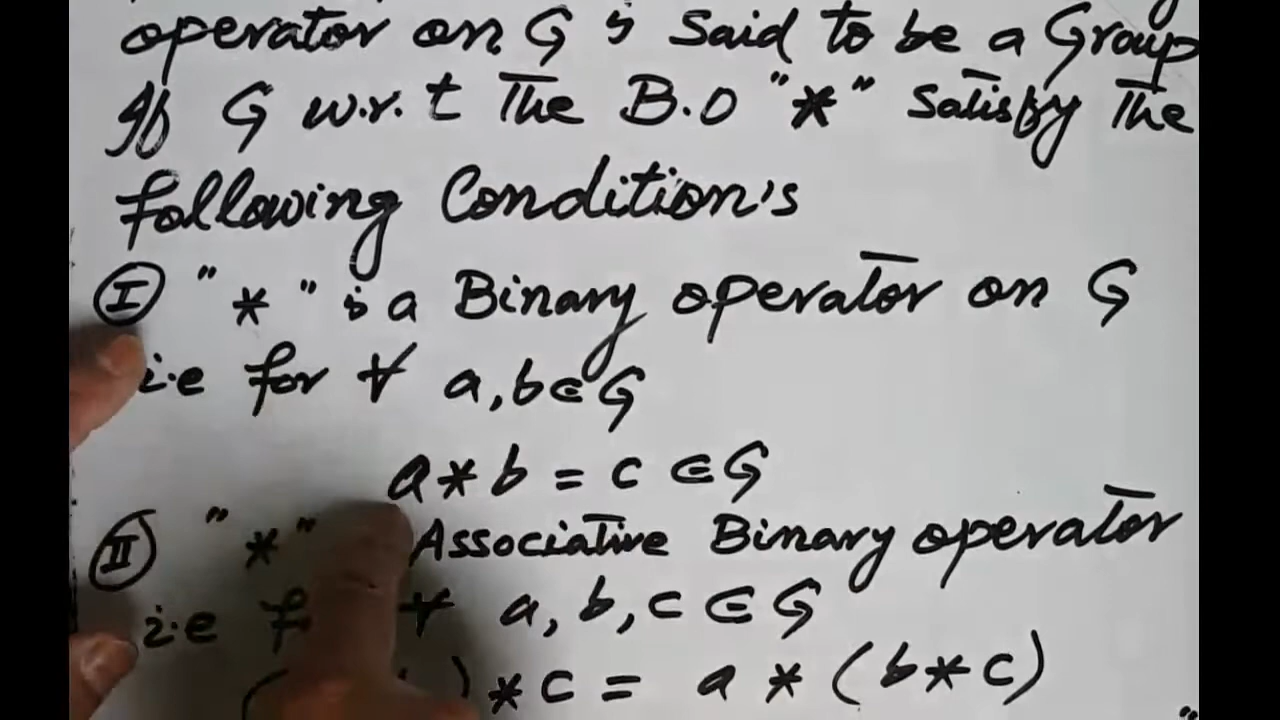 operator on G is said to be a Group
If G w.r.t The B.O "*" Satisfy The
following Condition's
I "*" is a Binary operator on G
i.e for ∀ a,b∈G
a*b = c ∈G
II "*" Associative Binary operator
i.e ∀ a,b,c ∈G
) *c = a * (b*c)